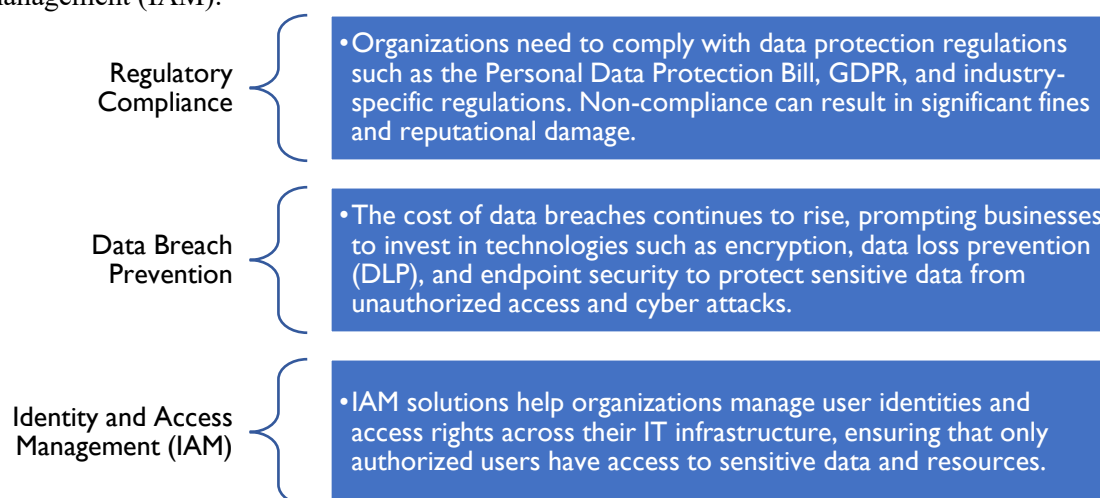 anagement (IAM).
Regulatory
Compliance
•Organizations need to comply with data protection regulations
such as the Personal Data Protection Bill, GDPR, and industry-
specific regulations. Non-compliance can result in significant fines
and reputational damage.
Data Breach
Prevention
•The cost of data breaches continues to rise, prompting businesses
to invest in technologies such as encryption, data loss prevention
(DLP), and endpoint security to protect sensitive data from
unauthorized access and cyber attacks.
Identity and Access
Management (IAM)
•IAM solutions help organizations manage user identities and
access rights across their IT infrastructure, ensuring that only
authorized users have access to sensitive data and resources.